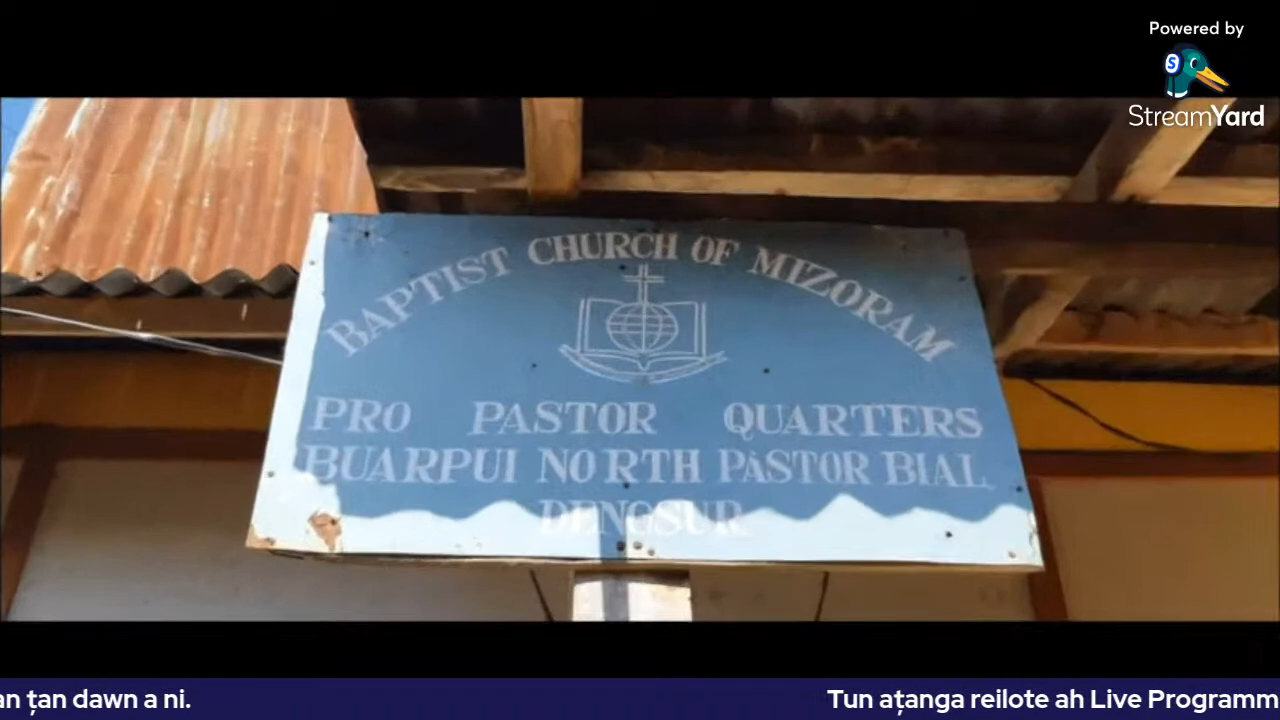 Powered by
StreamYard
BAPTIST CHURCH OF MIZORAM
PRO PASTOR QUARTERS
BUARPUI NORTH PASTOR BIAL
DENGSUR
an ṭan dawn a ni.
Tun aṭanga reilote ah Live Programm